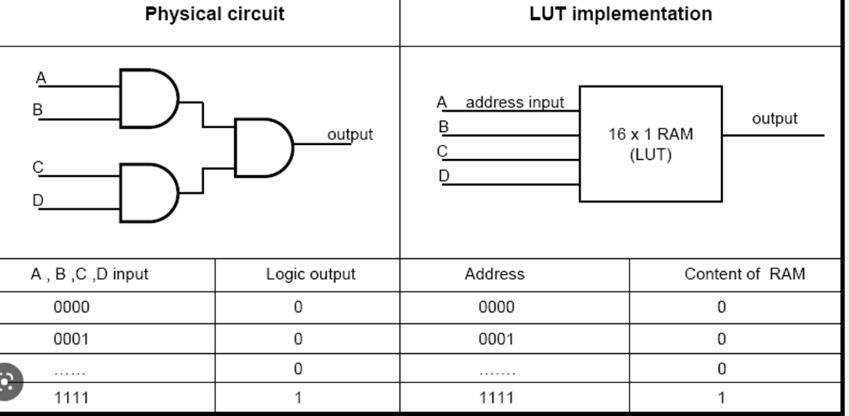 Physical circuit LUT implementation
A
B
C
D
output
A address input
B
C
D
16 x 1 RAM
(LUT)
output
A , B ,C ,D input Logic output Address Content of RAM
0000 0 0000 0
0001 0 0001 0
...... 0 ....... 0
1111 1 1111 1